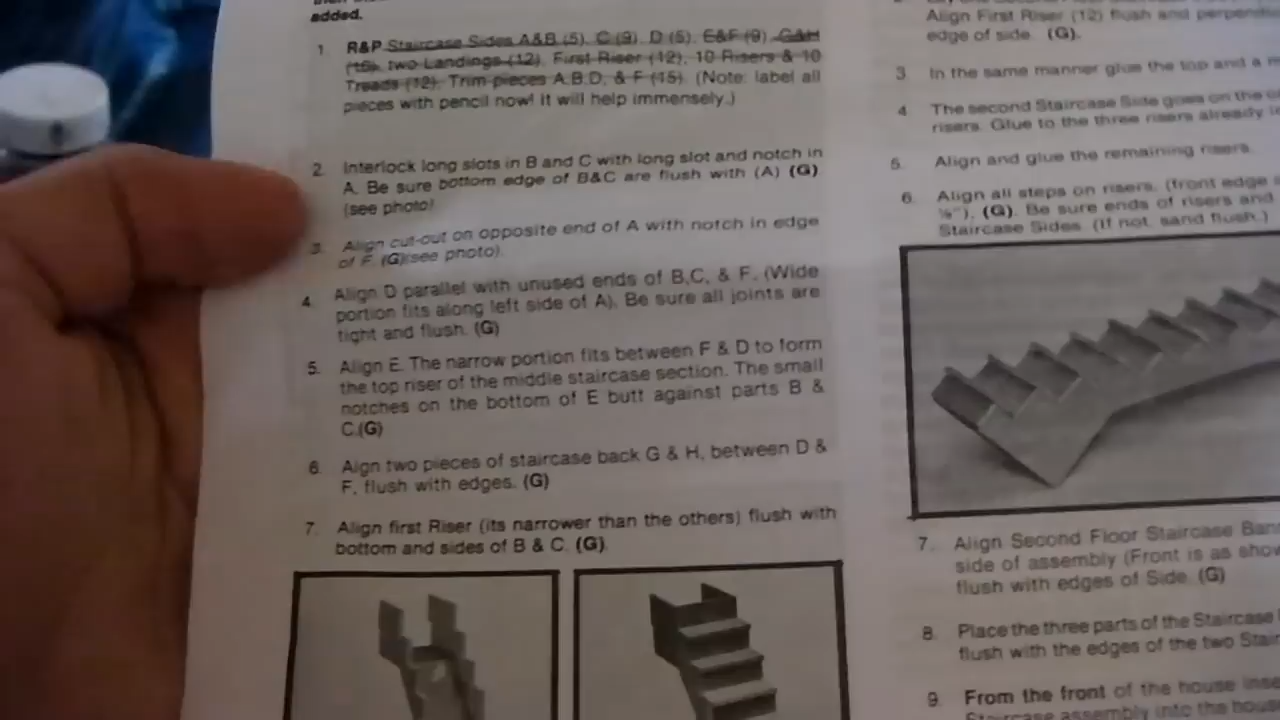 added.
1. R&P Staircase Sides A&B (5), C (9), D (5), E&F (9), G&H
(15), two Landings (12), First Riser (12), 10 Risers & 10
Treads (12), Trim pieces A,B,D, & F (15). (Note: label all
pieces with pencil now! It will help immensely.)
2. Interlock long slots in B and C with long slot and notch in
A. Be sure bottom edge of B&C are flush with (A) (G)
(see photo)
3. Align cut-out on opposite end of A with notch in edge
of F. (G)(see photo).
4. Align D parallel with unused ends of B,C, & F. (Wide
portion fits along left side of A). Be sure all joints are
tight and flush. (G)
5. Align E. The narrow portion fits between F & D to form
the top riser of the middle staircase section. The small
notches on the bottom of E butt against parts B &
C.(G)
6. Aign two pieces of staircase back G & H, between D &
F, flush with edges. (G)
7. Align first Riser (its narrower than the others) flush with
bottom and sides of B & C. (G)
Align First Riser (12) flush and
edge of side. (G).
3. In the same manner glue the top and a
4. The second Staircase Side goes on the
risers. Glue to the three risers already
5. Align and glue the remaining risers.
6. Align all steps on risers, (front edge
⅛"), (G). Be sure ends of risers and
Staircase Sides. (If not, sand flush.)
7. Align Second Floor Staircase
side of assembly (Front is as
flush with edges of Side. (G)
8. Place the three parts of the Staircase
flush with the edges of the two
9. From the front of the house
Staircase assembly into the